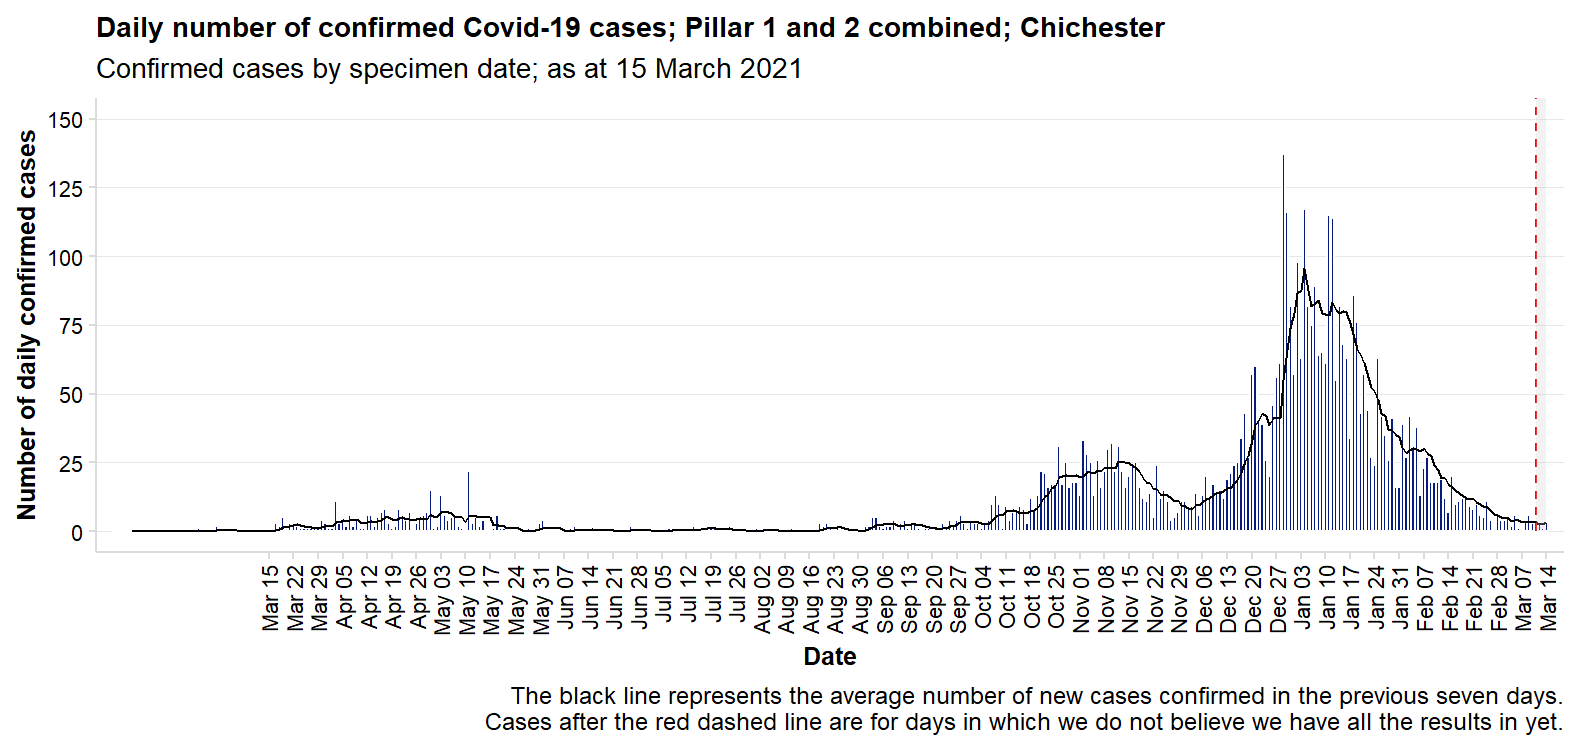 Daily number of confirmed Covid-19 cases; Pillar 1 and 2 combined; Chichester
Confirmed cases by specimen date; as at 15 March 2021
Number of daily confirmed cases
150
125
100
75
50
25
0
Mar 15
Mar 22
Mar 29
Apr 05
Apr 12
Apr 19
Apr 26
May 03
May 10
May 17
May 24
May 31
Jun 07
Jun 14
Jun 21
Jun 28
Jul 05
Jul 12
Jul 19
Jul 26
Aug 02
Aug 09
Aug 16
Aug 23
Aug 30
Sep 06
Sep 13
Sep 20
Sep 27
Oct 04
Oct 11
Oct 18
Oct 25
Nov 01
Nov 08
Nov 15
Nov 22
Nov 29
Dec 06
Dec 13
Dec 20
Dec 27
Jan 03
Jan 10
Jan 17
Jan 24
Jan 31
Feb 07
Feb 14
Feb 21
Feb 28
Mar 07
Mar 14
Date
The black line represents the average number of new cases confirmed in the previous seven days.
Cases after the red dashed line are for days in which we do not believe we have all the results in yet.